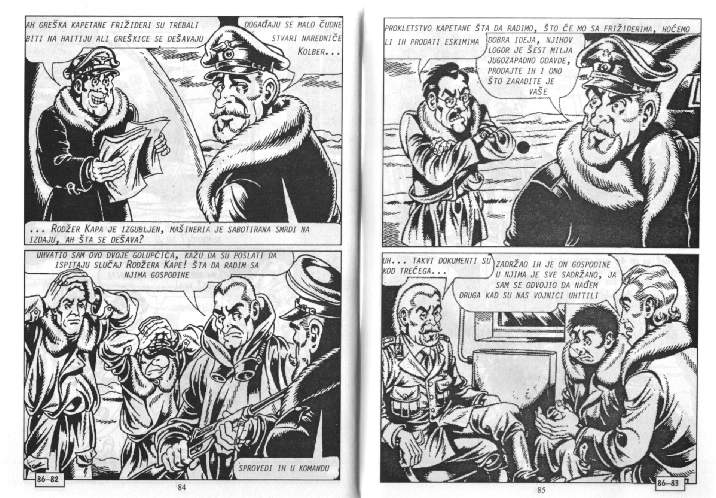 AH GREŠKA KAPETANE FRIŽIDERI SU TREBALI
BITI NA HAITIJU ALI GREŠKICE SE DEŠAVAJU
DOGAĐAJU SE MALO ČUDNE
STVARI NAREDNIČE
KOLBER...
... RODŽER KAPA JE IZGUBLJEN, MAŠINERIA JE SABOTIRANA SMRDI NA
IZDAJU, AH ŠTA SE DEŠAVA?
UHVATIO SAM OVO DVOJE GOLUPČIĆA, KAŽU DA SU POSLATI DA
ISPITAJU SLUČAJ RODŽERA KAPE! ŠTA DA RADIM SA
NJIMA GOSPODINE
SPROVEDI IH U KOMANDU
86-82
84
PROKLETSTVO KAPETANE ŠTA DA RADIMO, ŠTO ĆE MO SA FRIŽIDERIMA, HOĆEMO
LI IH PRODATI ESKIMIMA
DOBRA IDEJA, NJIHOV
LOGOR JE ŠEST MILJA
JUGOZAPADNO ODAVDE,
PRODAJTE IH I ONO
ŠTO ZARADITE JE
VAŠE
UH... TAKVI DOKUMENTI SU
KOD TREĆEGA...
ZADRŽAO IH JE ON GOSPODINE
U NJIMA JE SVE SADRŽANO, JA
SAM SE ODVOJIO DA NAĐEM
DRUGA KAD SU NAS VOJNICI UHITILI
86-83
85